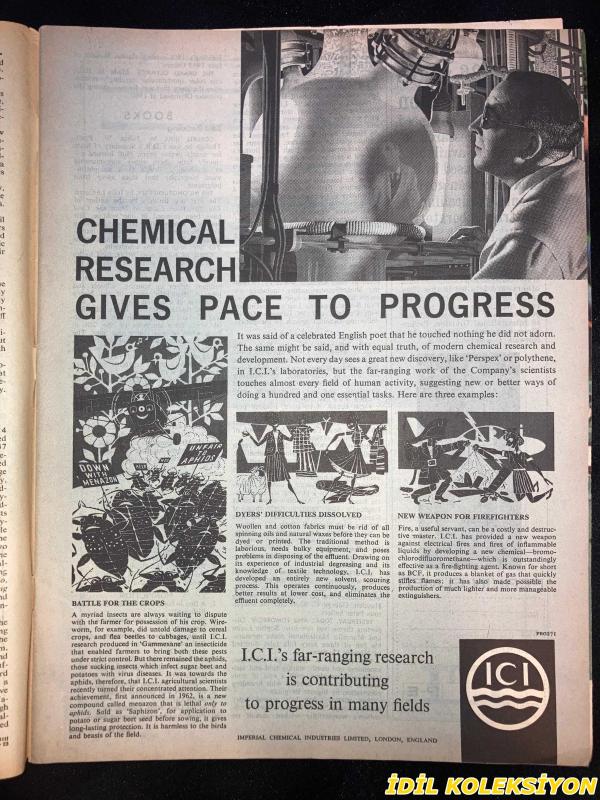 CHEMICAL
RESEARCH
GIVES PACE TO PROGRESS
It was said of a celebrated English poet that he touched nothing he did not adorn.
The same might be said, and with equal truth, of modern chemical research and
development. Not every day sees a great new discovery, like 'Perspex' or polythene,
in I.C.I.'s laboratories, but the far-ranging work of the Company's scientists
touches almost every field of human activity, suggesting new or better ways of
doing a hundred and one essential tasks. Here are three examples:
DOWN WITH MENAZON
UNFAIR TO APHIDS
BATTLE FOR THE CROPS
A myriad insects are always waiting to dispute
with the farmer for possession of his crop. Wire-
worm, for example, did untold damage to cereal
crops, and flea beetles to cabbages, until I.C.I.
research produced in 'Gammexane' an insecticide
that enabled farmers to bring both these pests
under strict control. But there remained the aphids,
those sucking insects which infect sugar beet and
potatoes with virus diseases. It was towards the
aphids, therefore, that I.C.I. agricultural scientists
recently turned their concentrated attention. Their
achievement, first announced in 1962, is a new
compound called menazon that is lethal only to
aphids. Sold as 'Saphizon', for application to
potato or sugar beet seed before sowing, it gives
long-lasting protection. It is harmless to the birds
and beasts of the field.
DYERS' DIFFICULTIES DISSOLVED
Woollen and cotton fabrics must be rid of all
spinning oils and natural waxes before they can be
dyed or printed. The traditional method is
laborious, needs bulky equipment, and poses
problems in disposing of the effluent. Drawing on
its experience of industrial degreasing and its
knowledge of textile technology, I.C.I. has
developed an entirely new solvent scouring
process. This operates continuously, produces
better results at lower cost, and eliminates the
effluent completely.
NEW WEAPON FOR FIREFIGHTERS
Fire, a useful servant, can be a costly and destruc-
tive master. I.C.I. has provided a new weapon
against electrical fires and fires of inflammable
liquids by developing a new chemical—bromo-
chlorodifluoromethane—which is outstandingly
effective as a fire-fighting agent. Known for short
as BCF, it produces a blanket of gas that quickly
stifles flames; it has also made possible the
production of much lighter and more manageable
extinguishers.
I.C.I.'s far-ranging research
is contributing
to progress in many fields
ICI
IMPERIAL CHEMICAL INDUSTRIES LIMITED, LONDON, ENGLAND
İDİL KOLEKSİYON